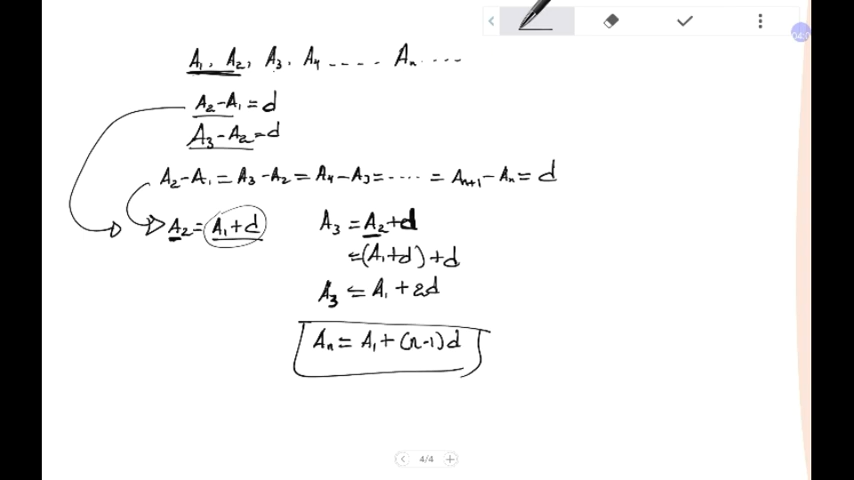 A₁, A₂, A₃, A₄ ---- Aₙ ----
A₂-A₁=d
A₃-A₂=d
A₂-A₁=A₃-A₂=A₄-A₃=.....=Aₙ₊₁-Aₙ=d
A₂=A₁+d
A₃=A₂+d
=(A₁+d)+d
A₃=A₁+2d
Aₙ=A₁+(n-1)d
4/4